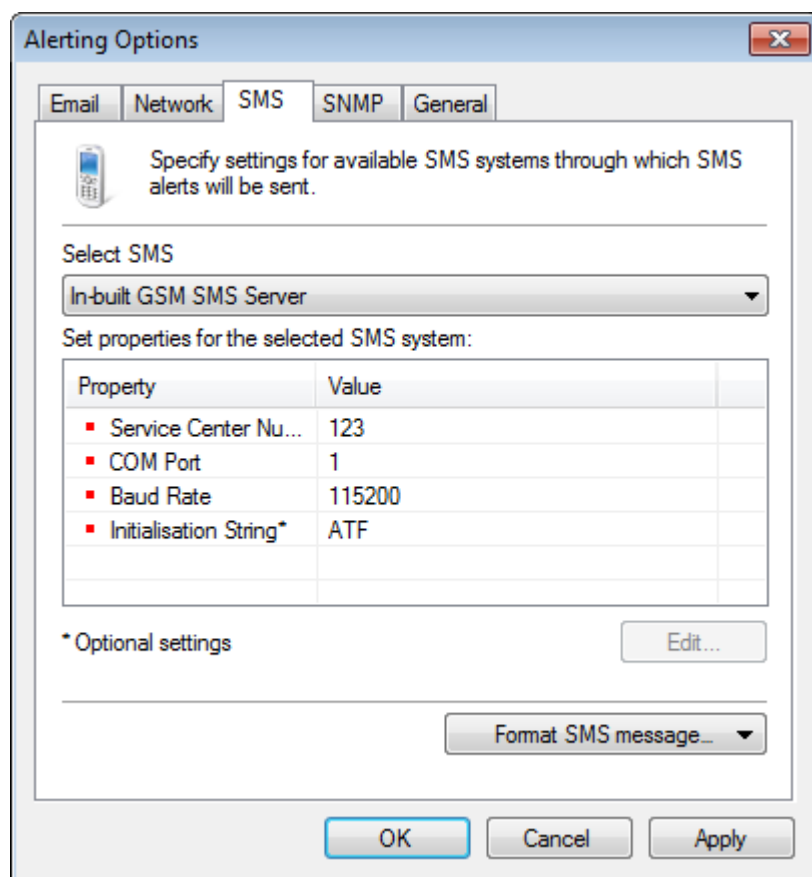 Alerting Options
Email Network SMS SNMP General
Specify settings for available SMS systems through which SMS
alerts will be sent.
Select SMS
In-built GSM SMS Server
Set properties for the selected SMS system:
Property Value
Service Center Nu... 123
COM Port 1
Baud Rate 115200
Initialisation String* ATF
* Optional settings Edit...
Format SMS message...
OK Cancel Apply